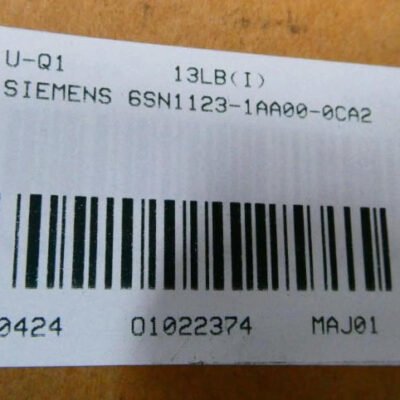 U-Q1 13LB(I)
SIEMENS 6SN1123-1AA00-0CA2
0424 01022374 MAJ01